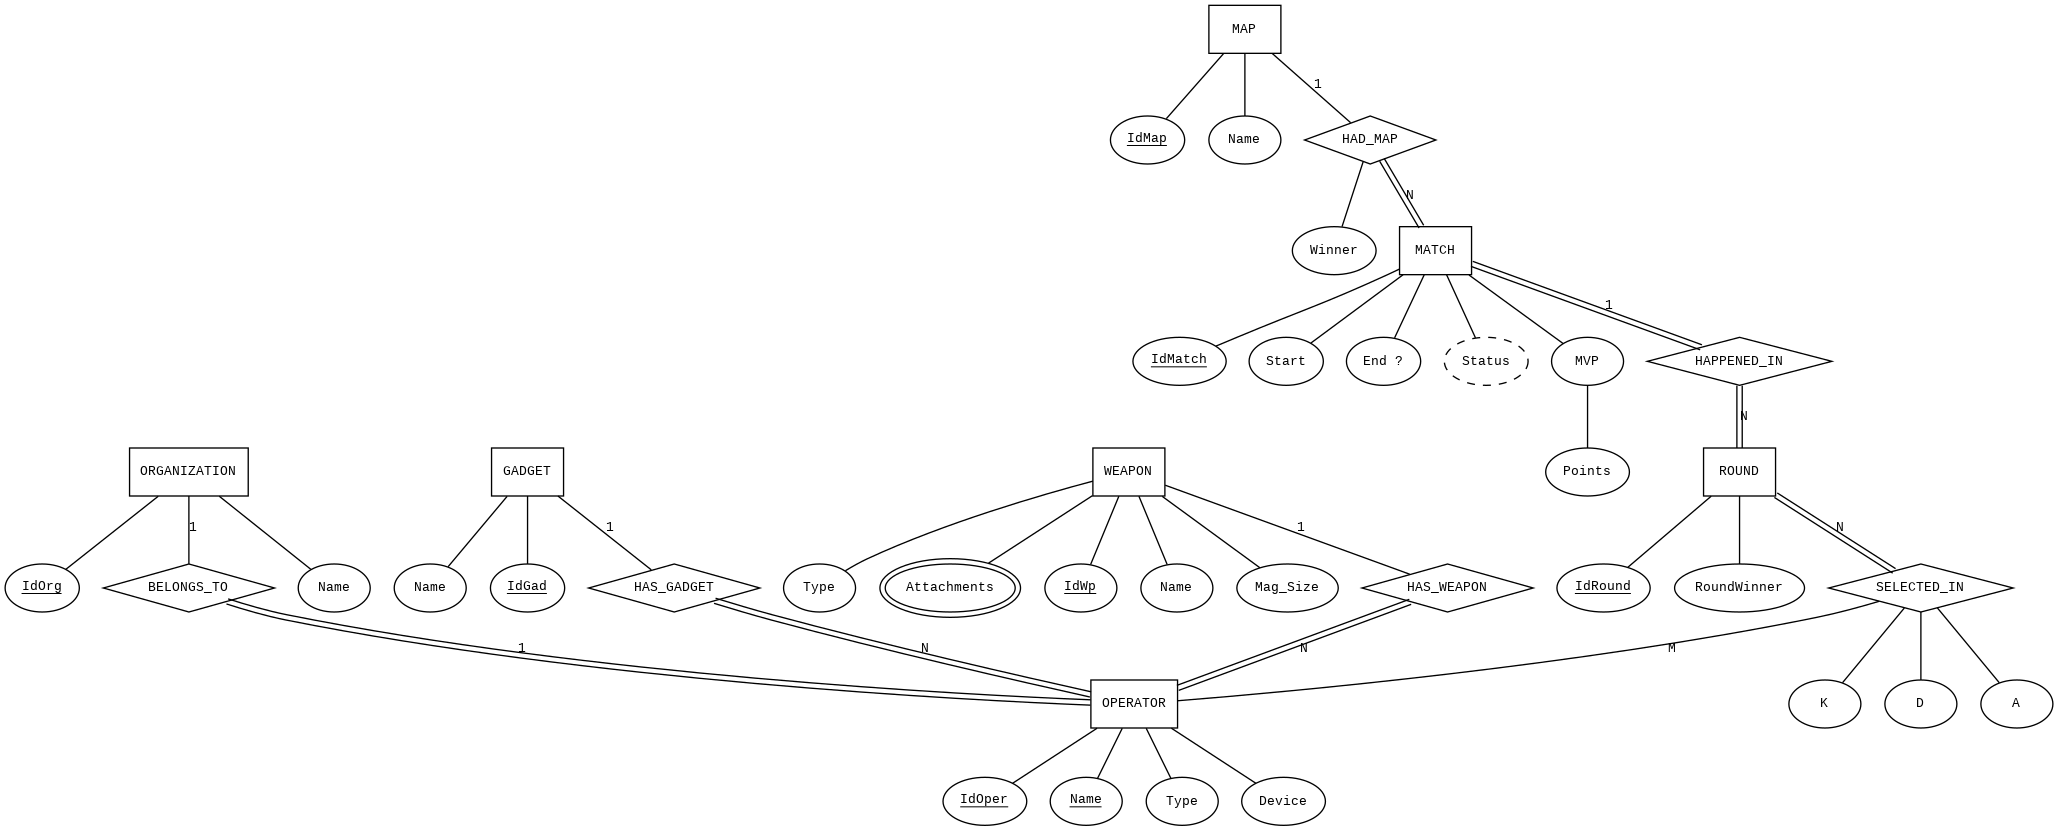 MAP
1
IdMap
Name
HAD_MAP
N
Winner
MATCH
1
IdMatch
Start
End ?
Status
MVP
HAPPENED_IN
N
ORGANIZATION
GADGET
WEAPON
Points
ROUND
1
1
1
N
IdOrg
BELONGS_TO
Name
Name
IdGad
HAS_GADGET
Type
Attachments
IdWp
Name
Mag_Size
HAS_WEAPON
IdRound
RoundWinner
SELECTED_IN
1
N
N
M
OPERATOR
K
D
A
IdOper
Name
Type
Device